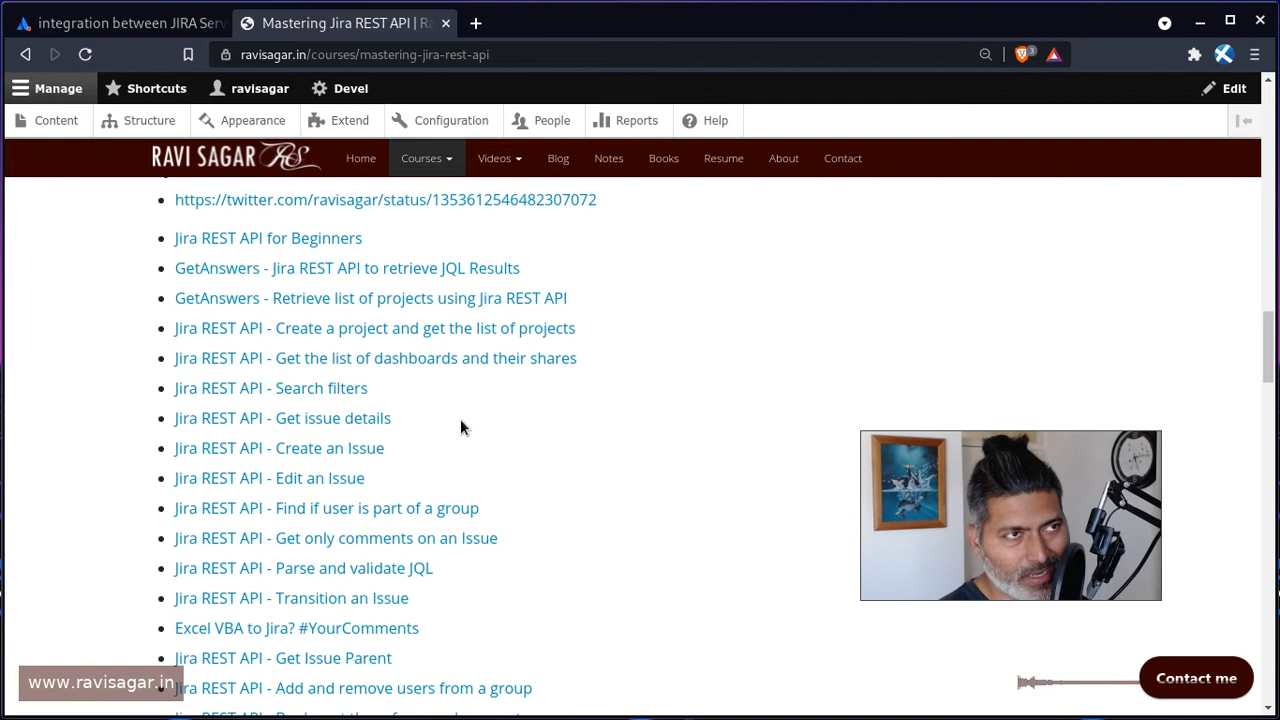 integration between JIRA Serv
Mastering Jira REST API | R
ravisagar.in/courses/mastering-jira-rest-api
3
Manage
Shortcuts
ravisagar
Devel
Edit
Content
Structure
Appearance
Extend
Configuration
People
Reports
Help
RAVI SAGAR RS
Home
Courses
Videos
Blog
Notes
Books
Resume
About
Contact
https://twitter.com/ravisagar/status/1353612546482307072
Jira REST API for Beginners
GetAnswers - Jira REST API to retrieve JQL Results
GetAnswers - Retrieve list of projects using Jira REST API
Jira REST API - Create a project and get the list of projects
Jira REST API - Get the list of dashboards and their shares
Jira REST API - Search filters
Jira REST API - Get issue details
Jira REST API - Create an Issue
Jira REST API - Edit an Issue
Jira REST API - Find if user is part of a group
Jira REST API - Get only comments on an Issue
Jira REST API - Parse and validate JQL
Jira REST API - Transition an Issue
Excel VBA to Jira? #YourComments
Jira REST API - Get Issue Parent
Jira REST API - Add and remove users from a group
www.ravisagar.in
Contact me